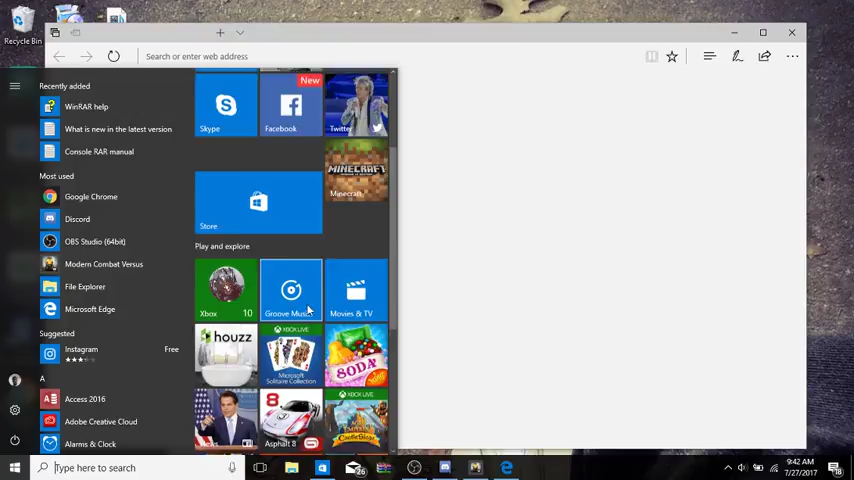 Recycle Bin
Search or enter web address
Recently added
WinRAR help
What is new in the latest version
Console RAR manual
Most used
Google Chrome
Discord
OBS Studio (64bit)
Modern Combat Versus
File Explorer
Microsoft Edge
Suggested
Instagram
Free
A
Access 2016
Adobe Creative Cloud
Alarms & Clock
New
Skype
Facebook
Twitter
MINECRAFT
Minecraft
Store
Play and explore
Xbox
10
Groove Music
Movies & TV
houzz
XBOX LIVE
Microsoft
Solitaire Collection
SODA
News
8
Asphalt 8
XBOX LIVE
Type here to search
26
9:42 AM
7/27/2017
18